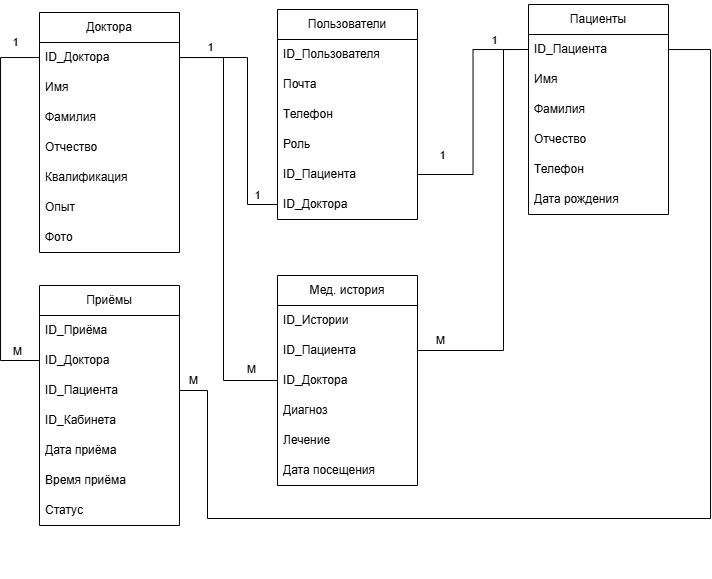 Доктора
ID_Доктора
Имя
Фамилия
Отчество
Квалификация
Опыт
Фото
Пользователи
ID_Пользователя
Почта
Телефон
Роль
ID_Пациента
ID_Доктора
Пациенты
ID_Пациента
Имя
Фамилия
Отчество
Телефон
Дата рождения
Приёмы
ID_Приёма
ID_Доктора
ID_Пациента
ID_Кабинета
Дата приёма
Время приёма
Статус
Мед. история
ID_Истории
ID_Пациента
ID_Доктора
Диагноз
Лечение
Дата посещения
1
1
1
1
1
М
М
М
М